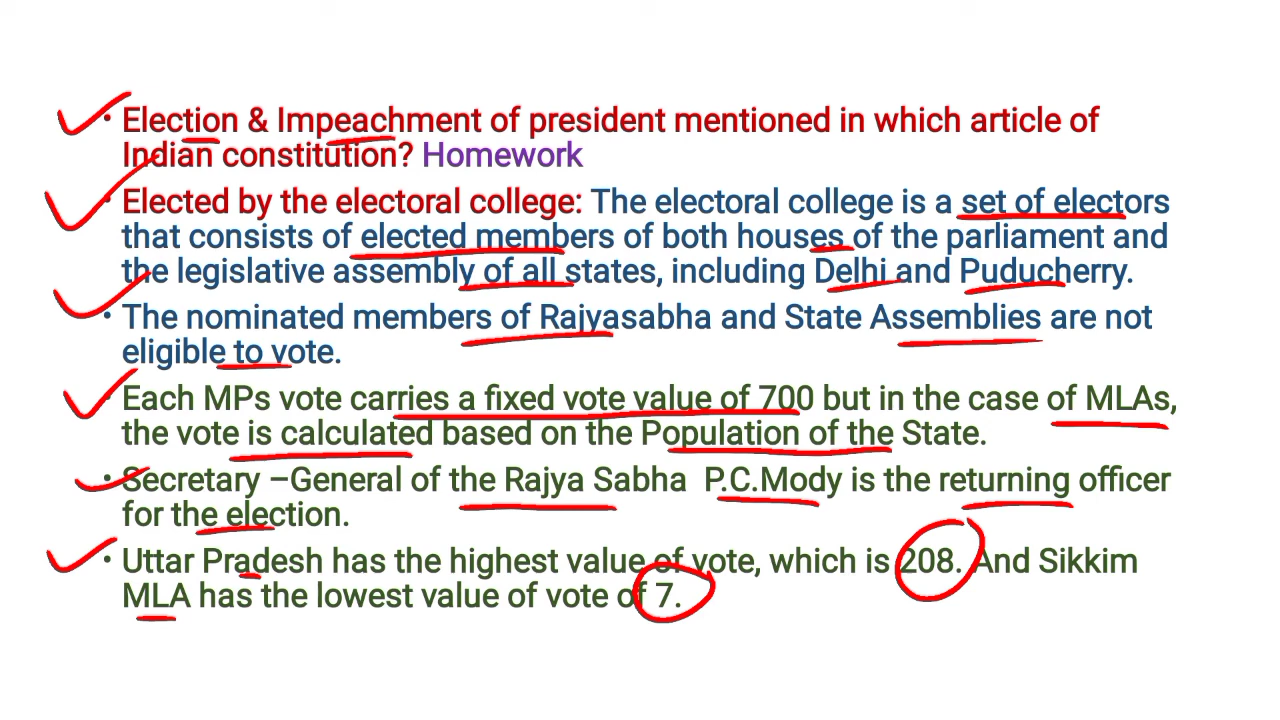 • Election & Impeachment of president mentioned in which article of
Indian constitution? Homework
• Elected by the electoral college: The electoral college is a set of electors
that consists of elected members of both houses of the parliament and
the legislative assembly of all states, including Delhi and Puducherry.
• The nominated members of Rajyasabha and State Assemblies are not
eligible to vote.
• Each MPs vote carries a fixed vote value of 700 but in the case of MLAs,
the vote is calculated based on the Population of the State.
• Secretary –General of the Rajya Sabha P.C.Mody is the returning officer
for the election.
• Uttar Pradesh has the highest value of vote, which is 208. And Sikkim
MLA has the lowest value of vote of 7.